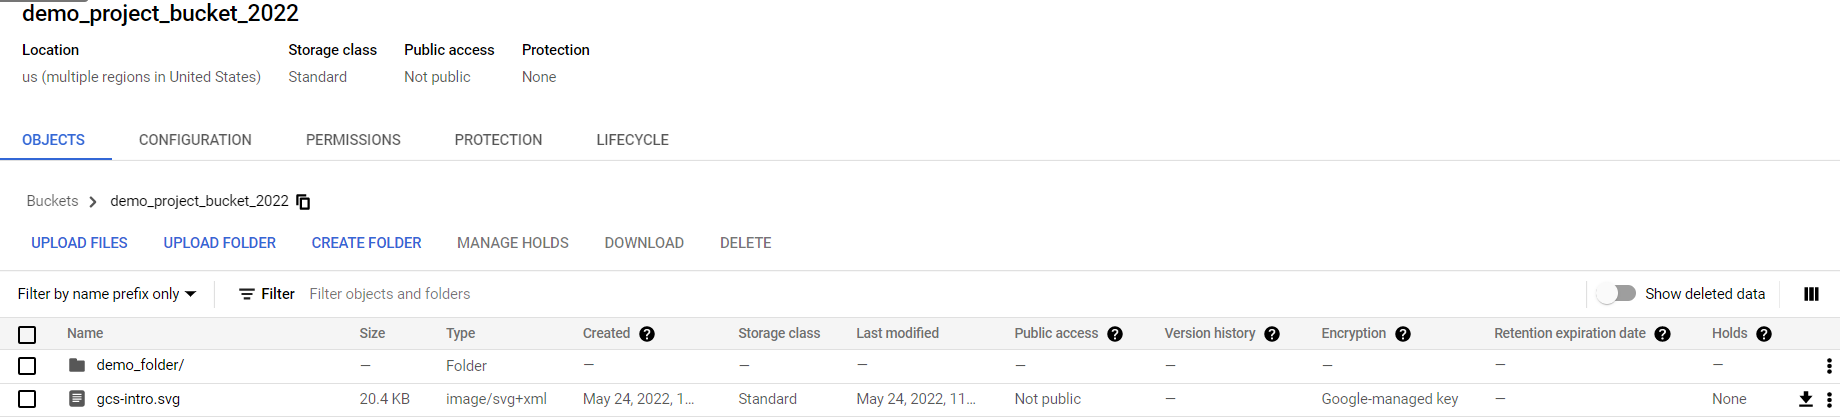 demo_project_bucket_2022
Location Storage class Public access Protection
us (multiple regions in United States) Standard Not public None
OBJECTS CONFIGURATION PERMISSIONS PROTECTION LIFECYCLE
Buckets > demo_project_bucket_2022
UPLOAD FILES UPLOAD FOLDER CREATE FOLDER MANAGE HOLDS DOWNLOAD DELETE
Filter by name prefix only Filter Filter objects and folders Show deleted data
Name Size Type Created ? Storage class Last modified Public access ? Version history ? Encryption ? Retention expiration date ? Holds ?
demo_folder/ — Folder — — — — — — — —
gcs-intro.svg 20.4 KB image/svg+xml May 24, 2022, 1... Standard May 24, 2022, 11... Not public — Google-managed key — None